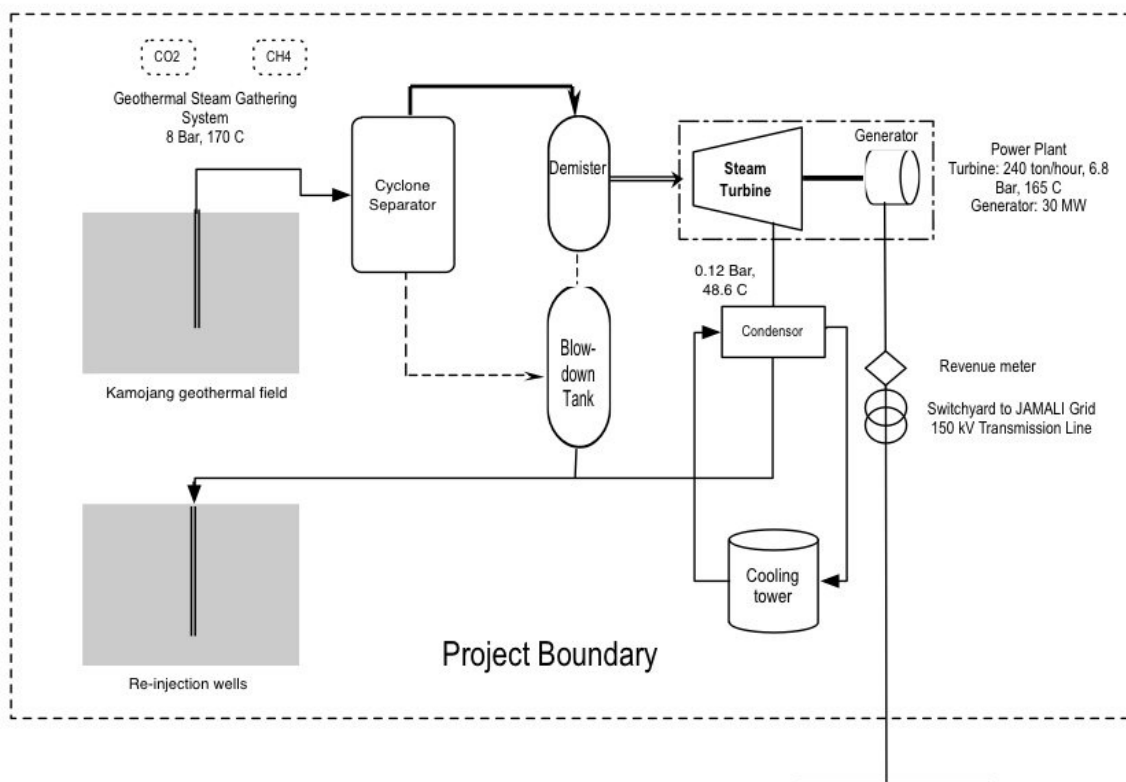 CO2
CH4
Geothermal Steam Gathering
System
8 Bar, 170 C
Cyclone
Separator
Demister
Steam
Turbine
Generator
Power Plant
Turbine: 240 ton/hour, 6.8
Bar, 165 C
Generator: 30 MW
0.12 Bar,
48.6 C
Condensor
Blow-
down
Tank
Kamojang geothermal field
Revenue meter
Switchyard to JAMALI Grid
150 kV Transmission Line
Cooling
tower
Project Boundary
Re-injection wells